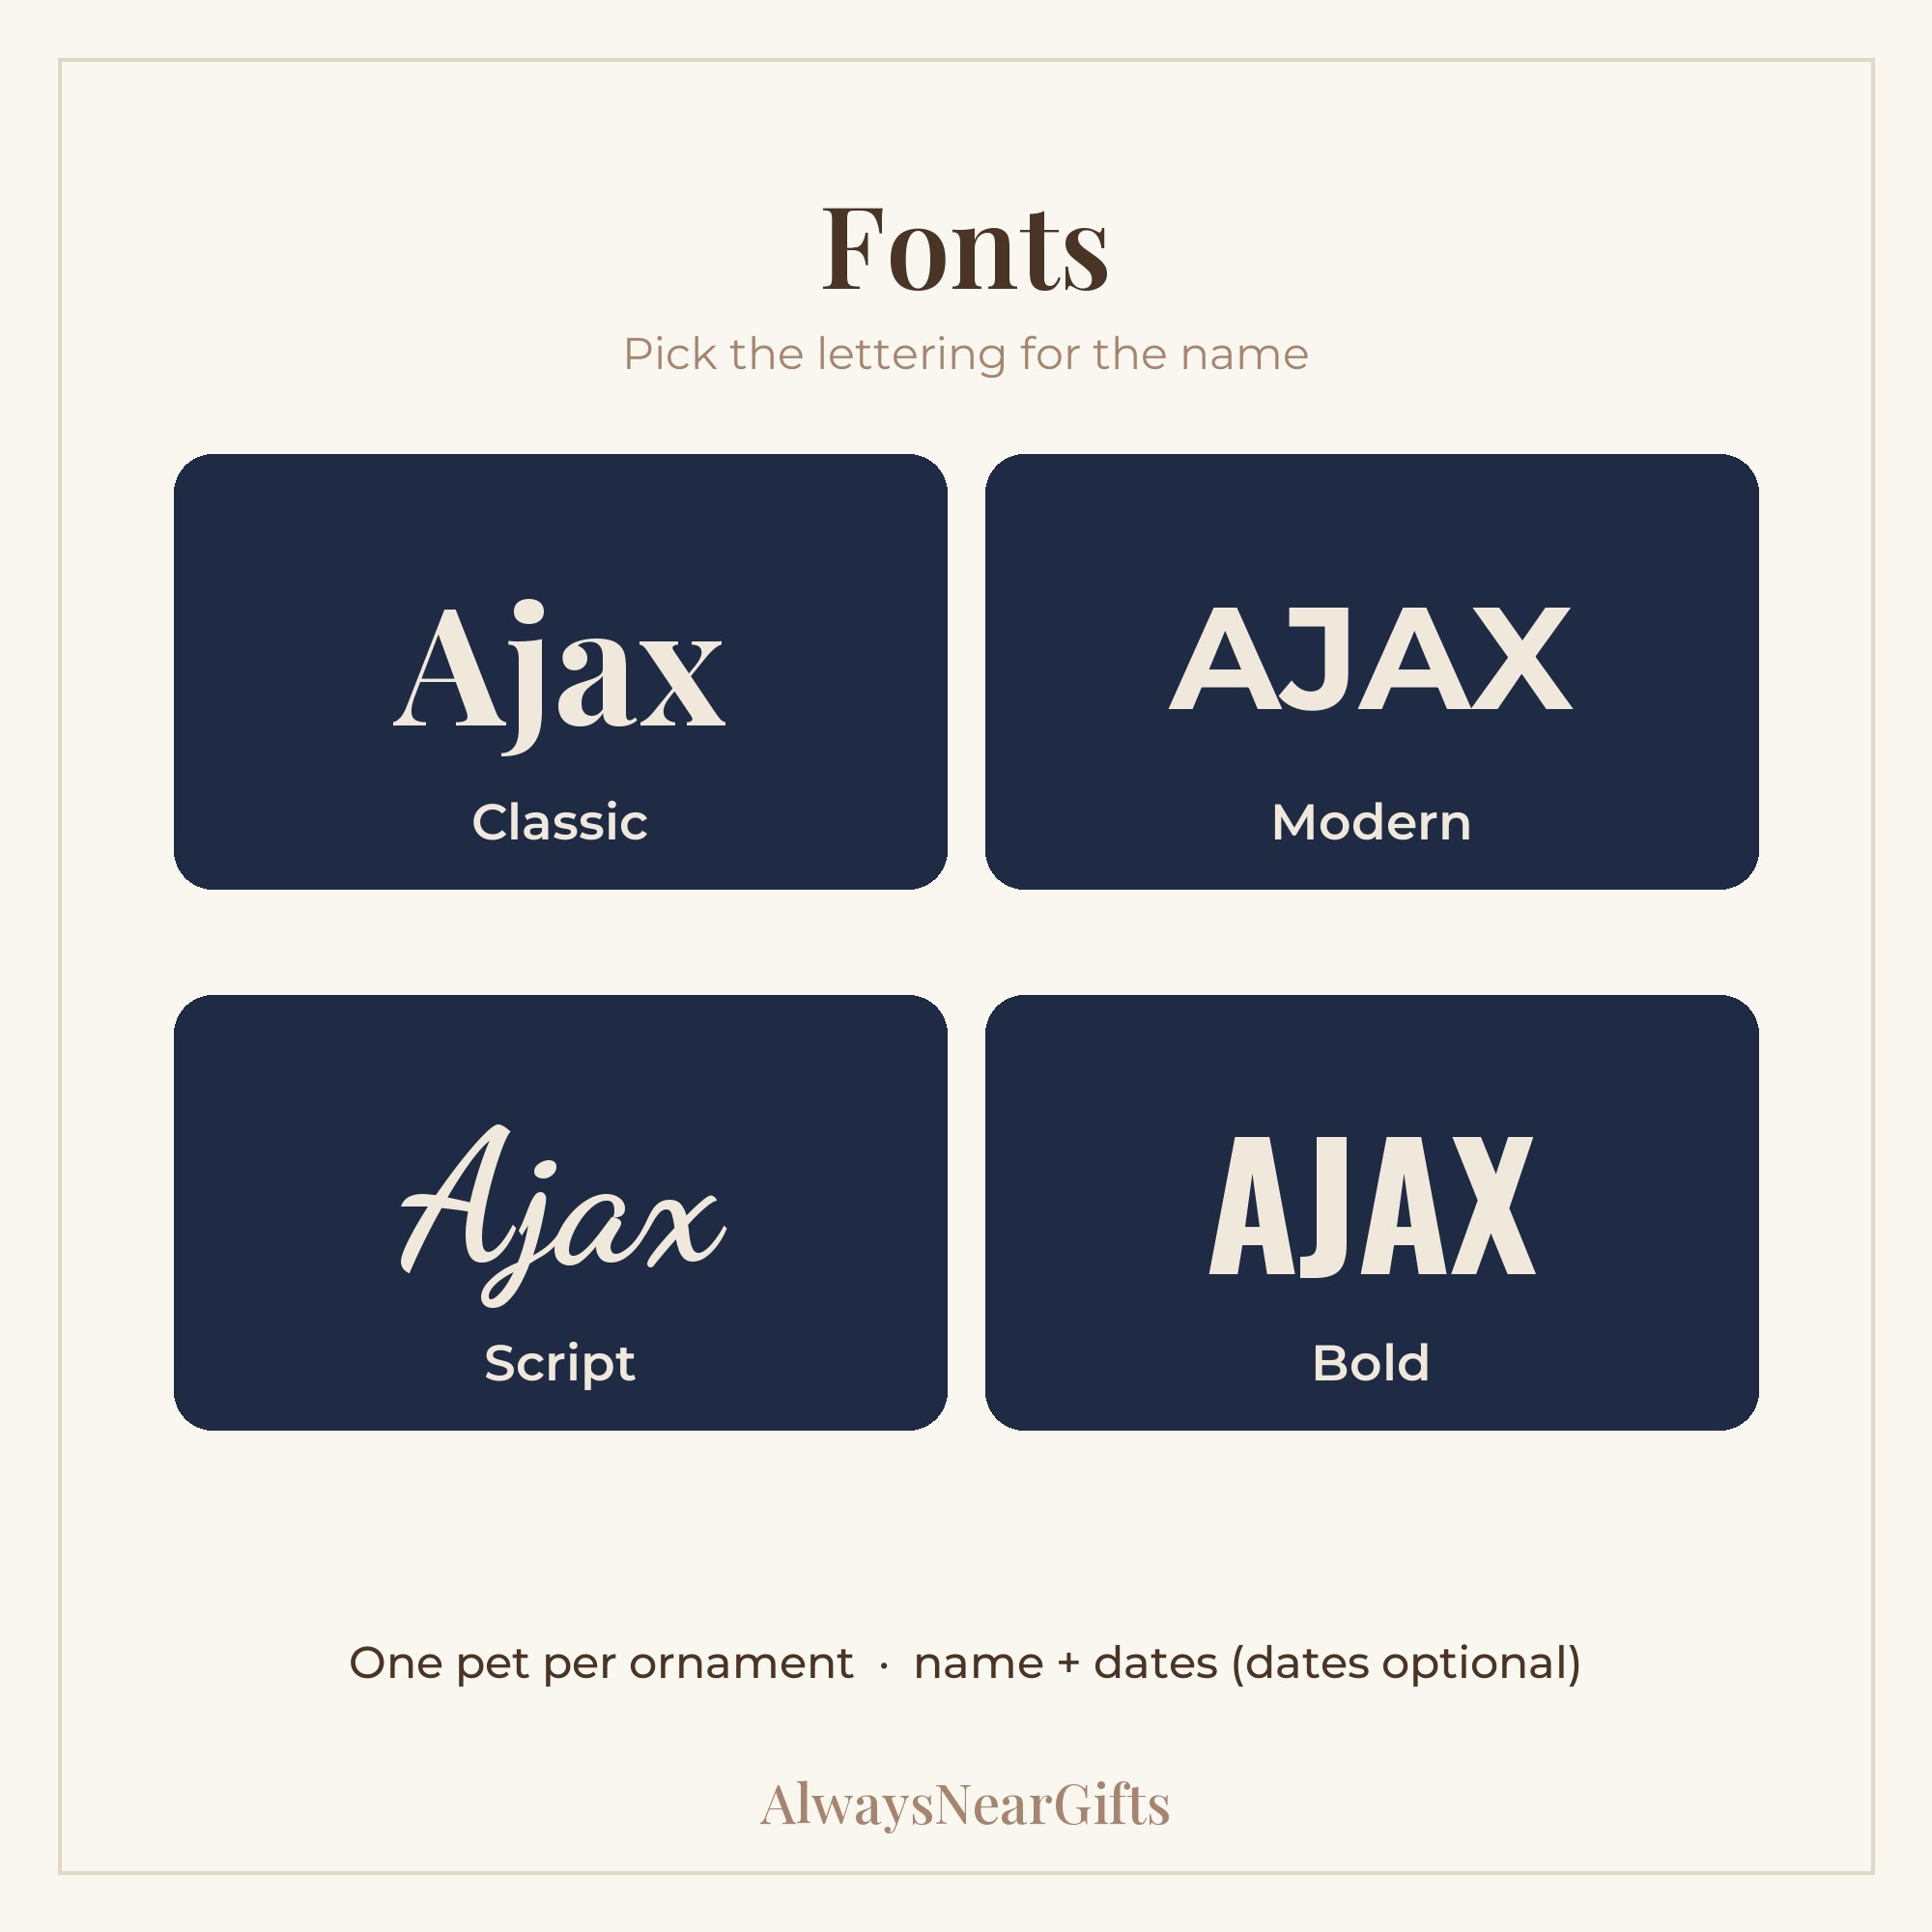 Fonts
Pick the lettering for the name
Ajax
Classic
AJAX
Modern
Ajax
Script
AJAX
Bold
One pet per ornament · name + dates (dates optional)
AlwaysNearGifts